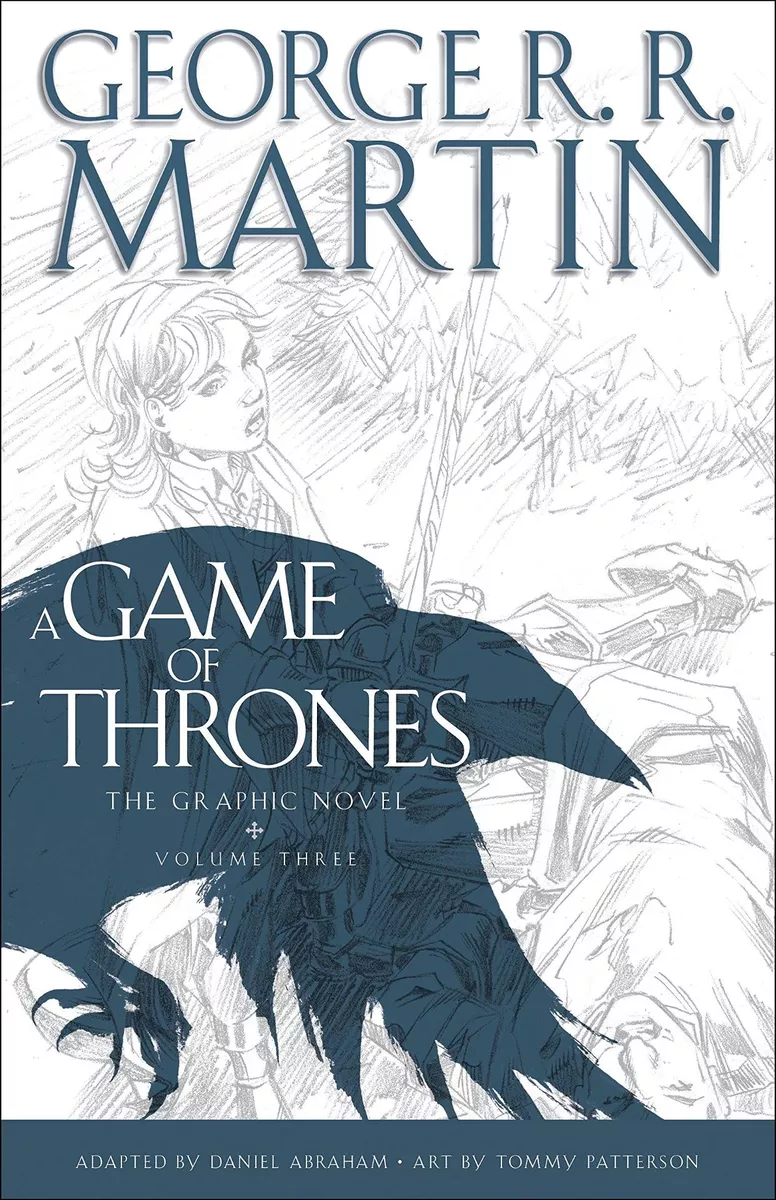 GEORGE R. R.
MARTIN
A GAME
OF
THRONES
THE GRAPHIC NOVEL
VOLUME THREE
ADAPTED BY DANIEL ABRAHAM • ART BY TOMMY PATTERSON